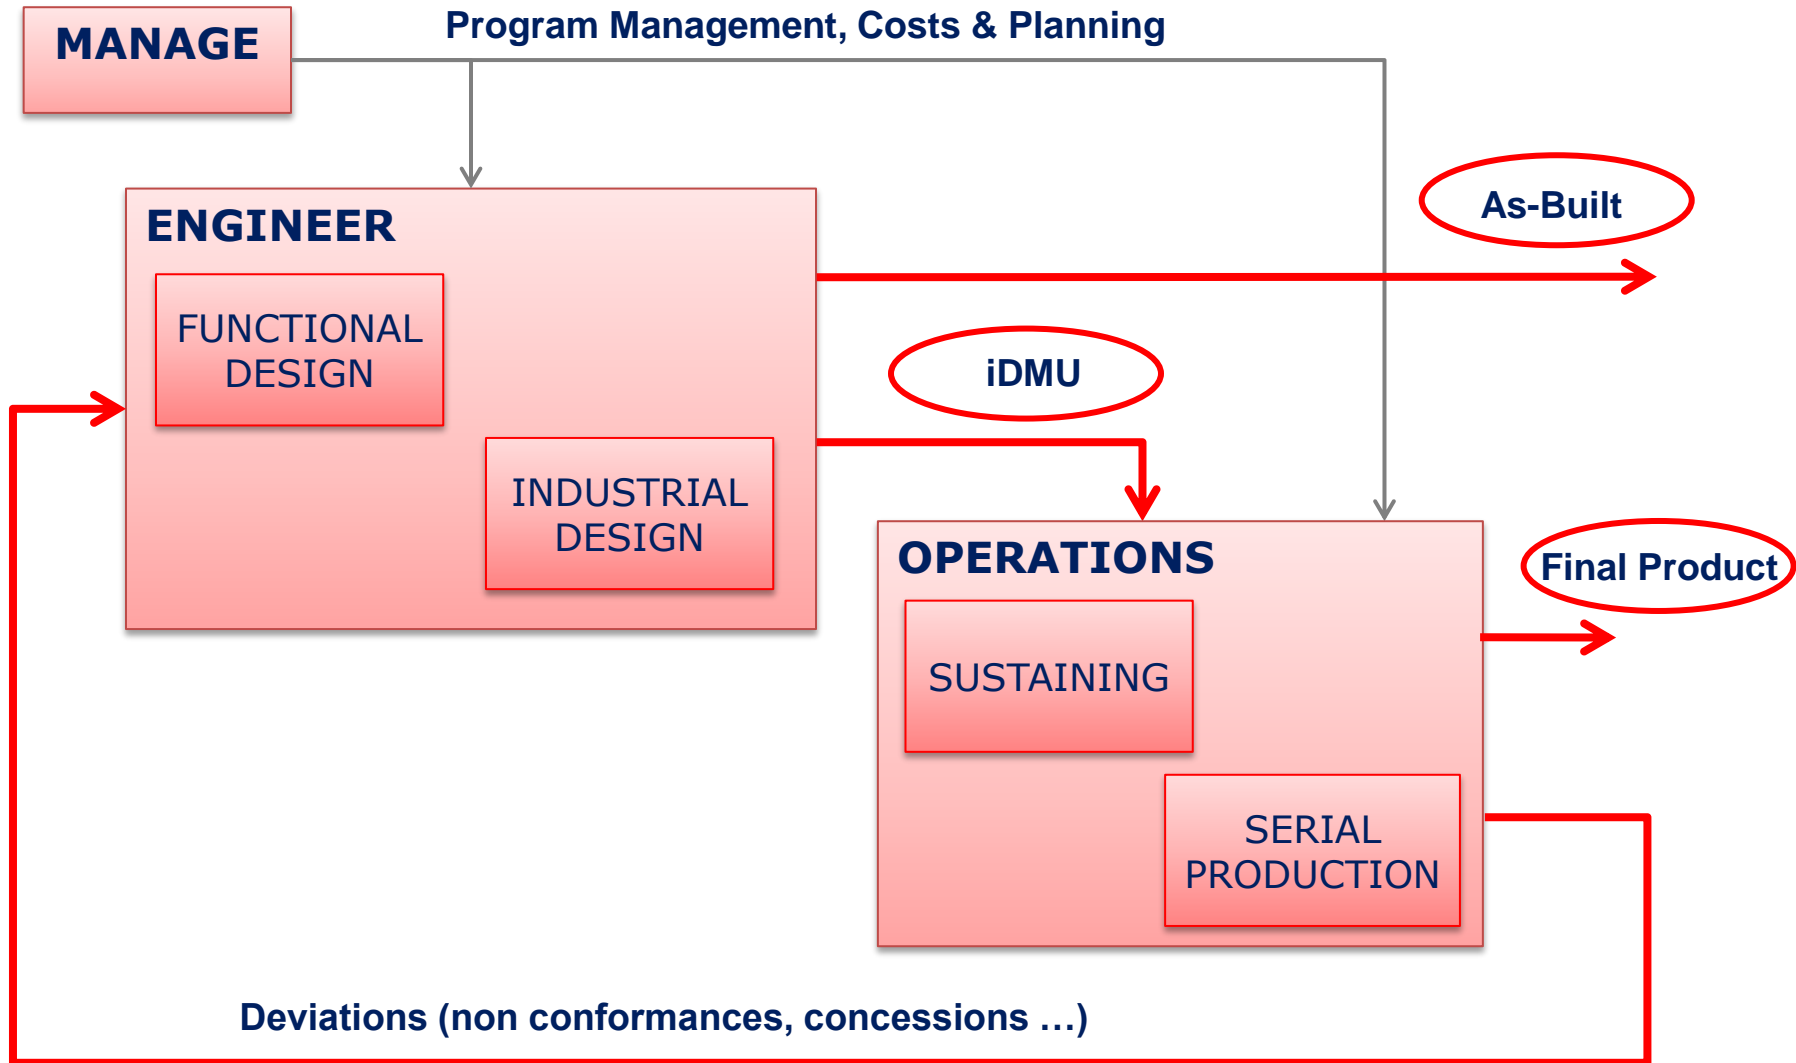 Program Management, Costs & Planning
MANAGE
As-Built
ENGINEER
FUNCTIONAL
DESIGN
iDMU
INDUSTRIAL
DESIGN
OPERATIONS
Final Product
SUSTAINING
SERIAL
PRODUCTION
Deviations (non conformances, concessions …)